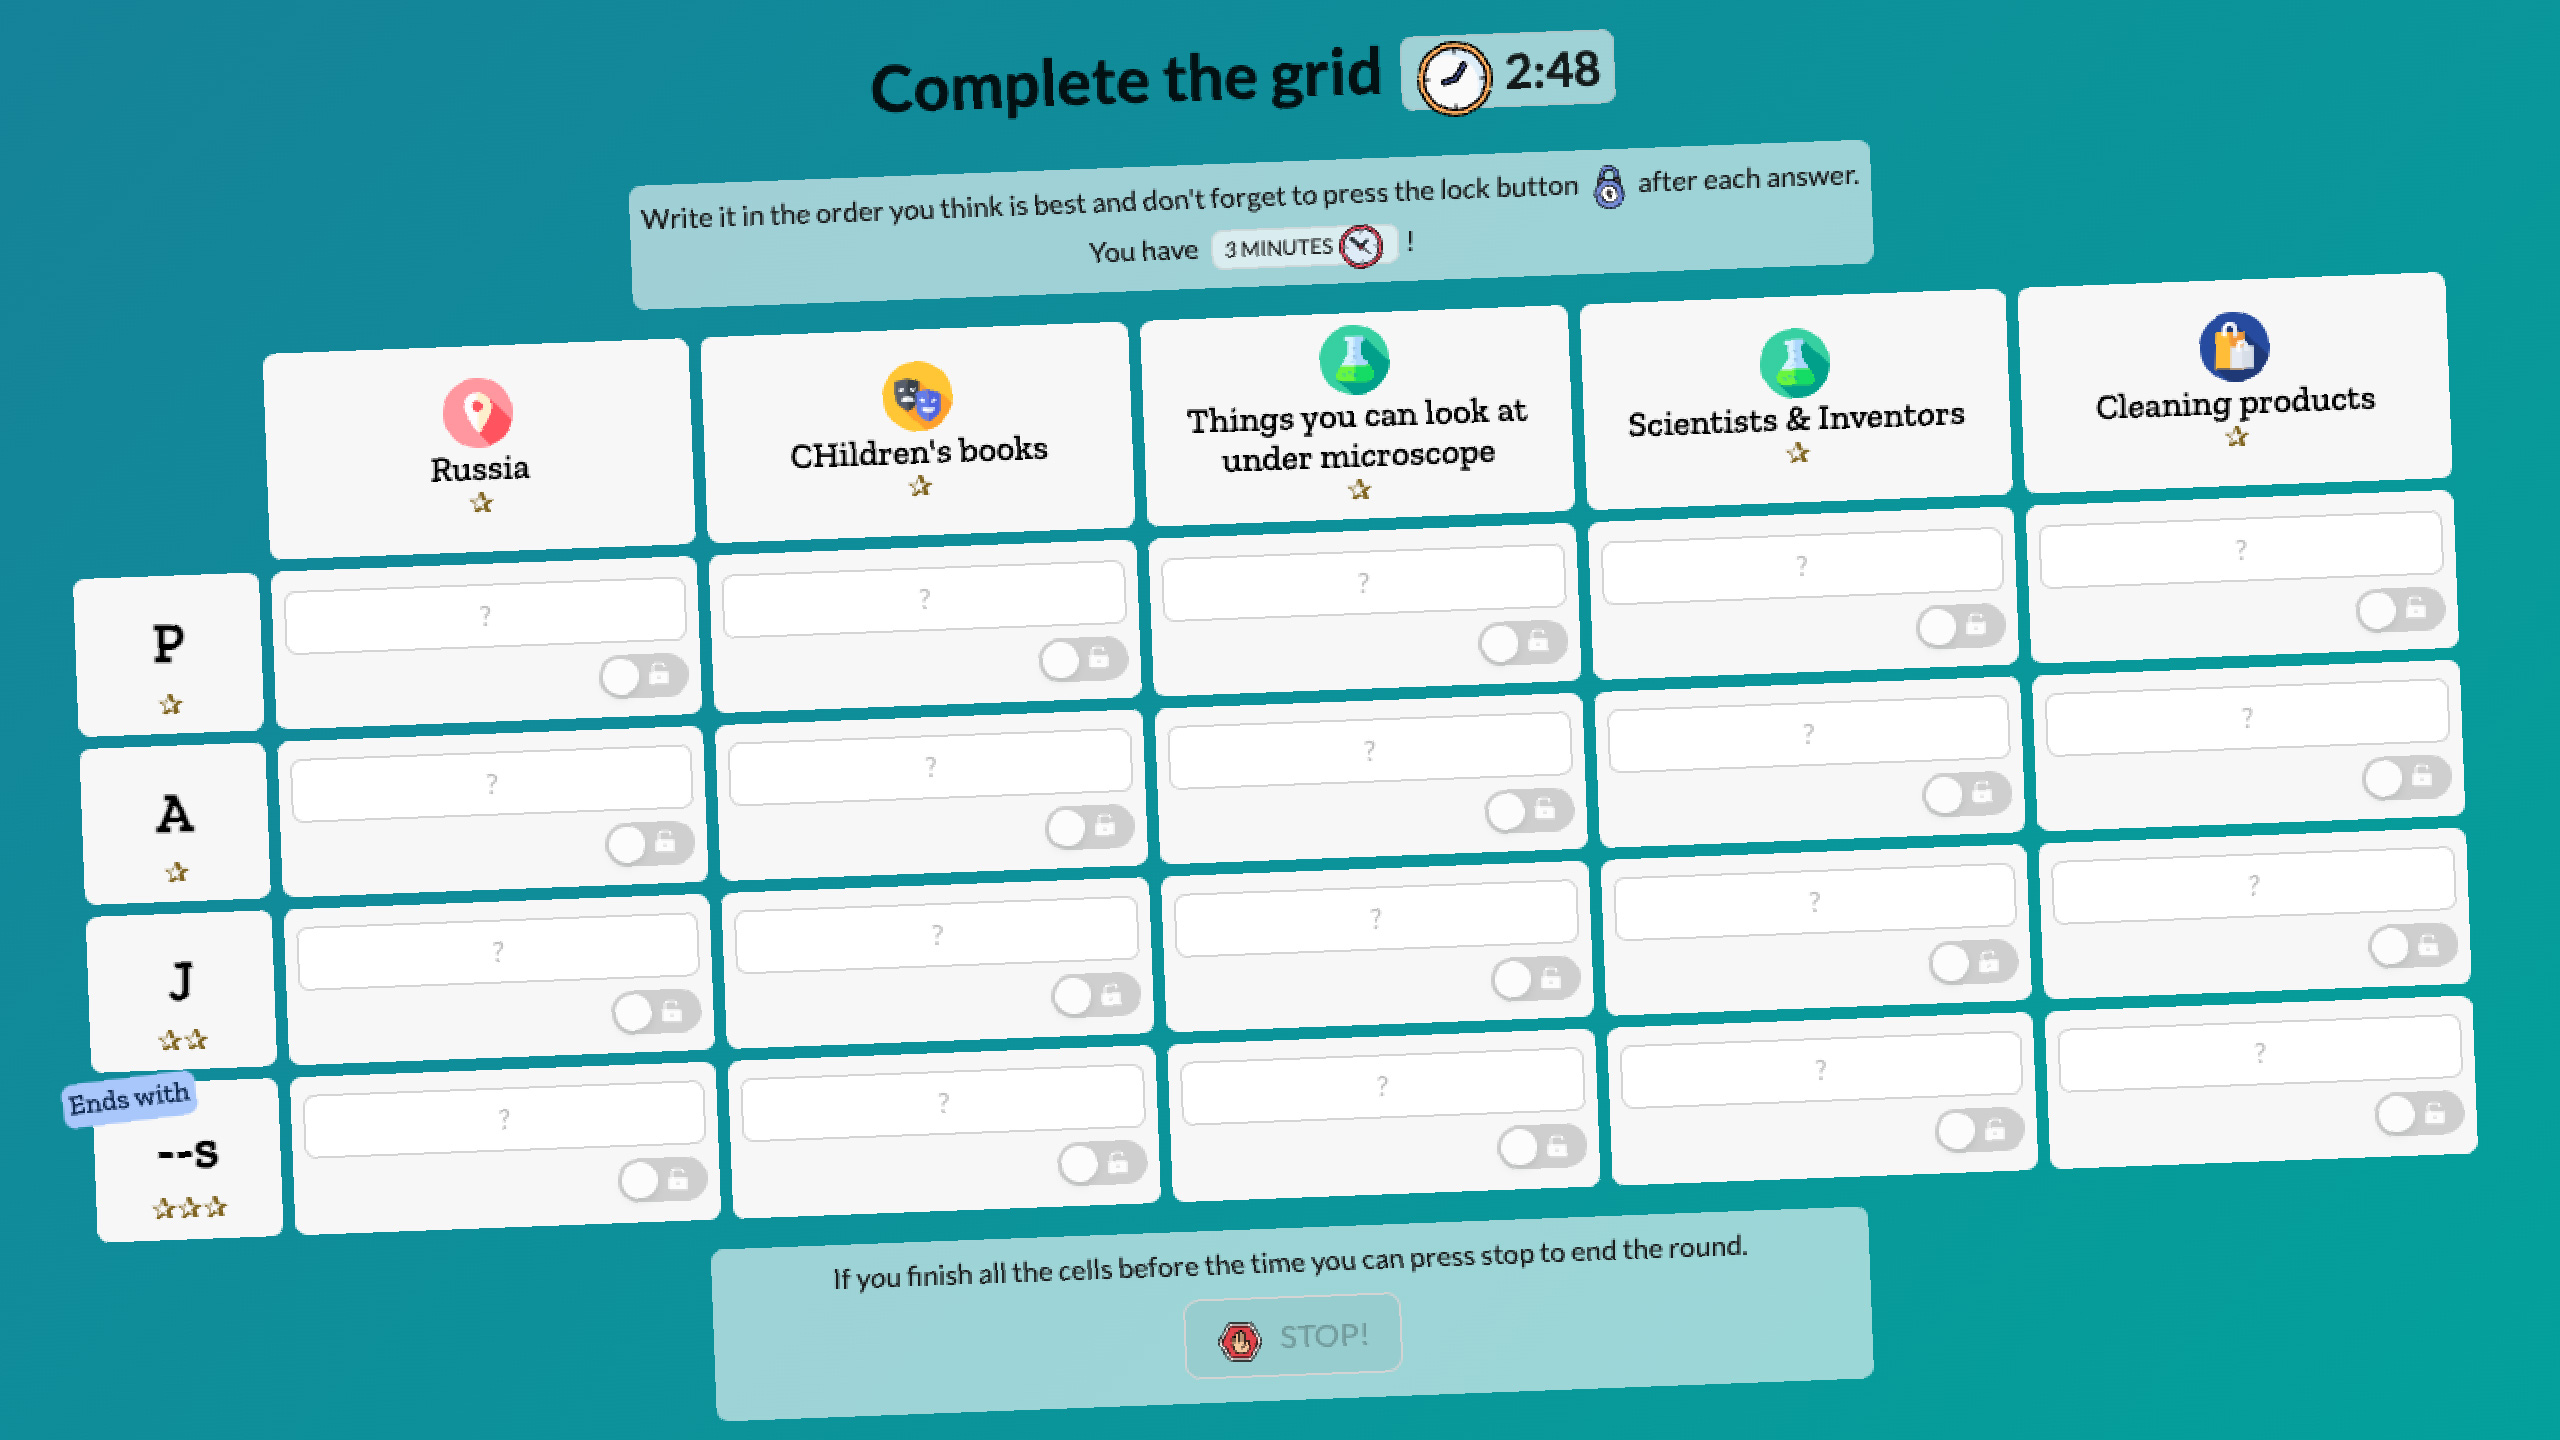 Complete the grid 2:48
Write it in the order you think is best and don't forget to press the lock button after each answer.
You have 3 MINUTES !
Russia
CHildren's books
Things you can look at
under microscope
Scientists & Inventors
Cleaning products
P
? ? ? ? ?
A
? ? ? ? ?
J
? ? ? ? ?
Ends with
--s
? ? ? ? ?
If you finish all the cells before the time you can press stop to end the round.
STOP!